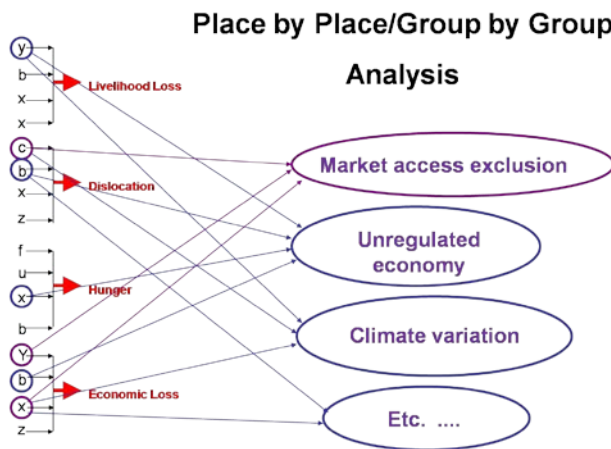 Place by Place/Group by Group
Analysis
y
b
x
x
Livelihood Loss
c
b
x
z
Dislocation
f
u
x
b
Hunger
Y
b
x
z
Economic Loss
Market access exclusion
Unregulated
economy
Climate variation
Etc. ....